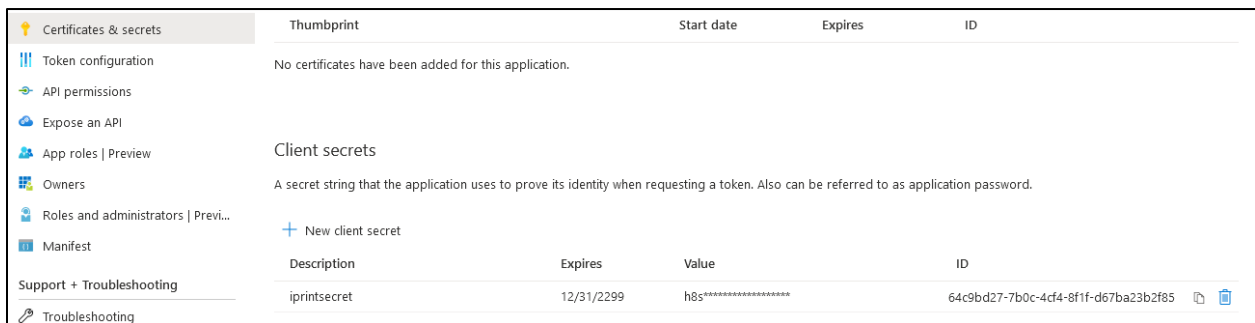 Certificates & secrets
Token configuration
API permissions
Expose an API
App roles | Preview
Owners
Roles and administrators | Previ...
Manifest
Support + Troubleshooting
Troubleshooting
Thumbprint Start date Expires ID
No certificates have been added for this application.
Client secrets
A secret string that the application uses to prove its identity when requesting a token. Also can be referred to as application password.
New client secret
Description Expires Value ID
iprintsecret 12/31/2299 h8s****************** 64c9bd27-7b0c-4cf4-8f1f-d67ba23b2f85